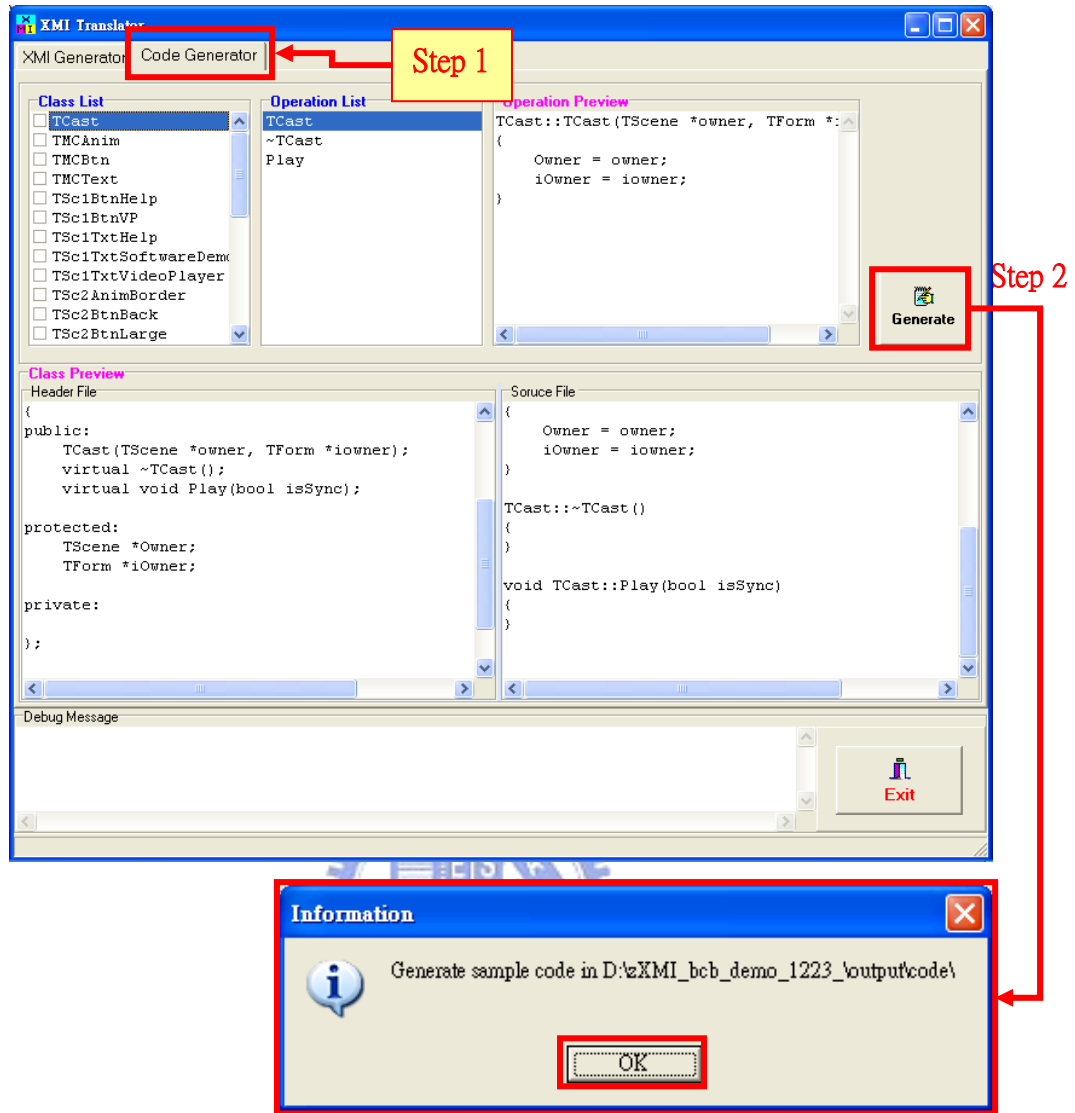 XMI Translator
XMI Generator
Code Generator
Step 1
Class List
TCast
TMCAnim
TMCBtn
TMCText
TSc1BtnHelp
TSc1BtnVP
TSc1TxtHelp
TSc1TxtSoftwareDem
TSc1TxtVideoPlayer
TSc2AnimBorder
TSc2BtnBack
TSc2BtnLarge
Operation List
TCast
~TCast
Play
Operation Preview
TCast::TCast(TScene *owner, TForm *
{
Owner = owner;
iOwner = iowner;
}
Generate
Step 2
Class Preview
Header File
{
public:
TCast(TScene *owner, TForm *iowner);
virtual ~TCast();
virtual void Play(bool isSync);
protected:
TScene *Owner;
TForm *iOwner;
private:
};
Soruce File
{
Owner = owner;
iOwner = iowner;
}
TCast::~TCast()
{
}
void TCast::Play(bool isSync)
{
}
Debug Message
Exit
Information
Generate sample code in D:\zXMI_bcb_demo_1223_\output\code\
OK